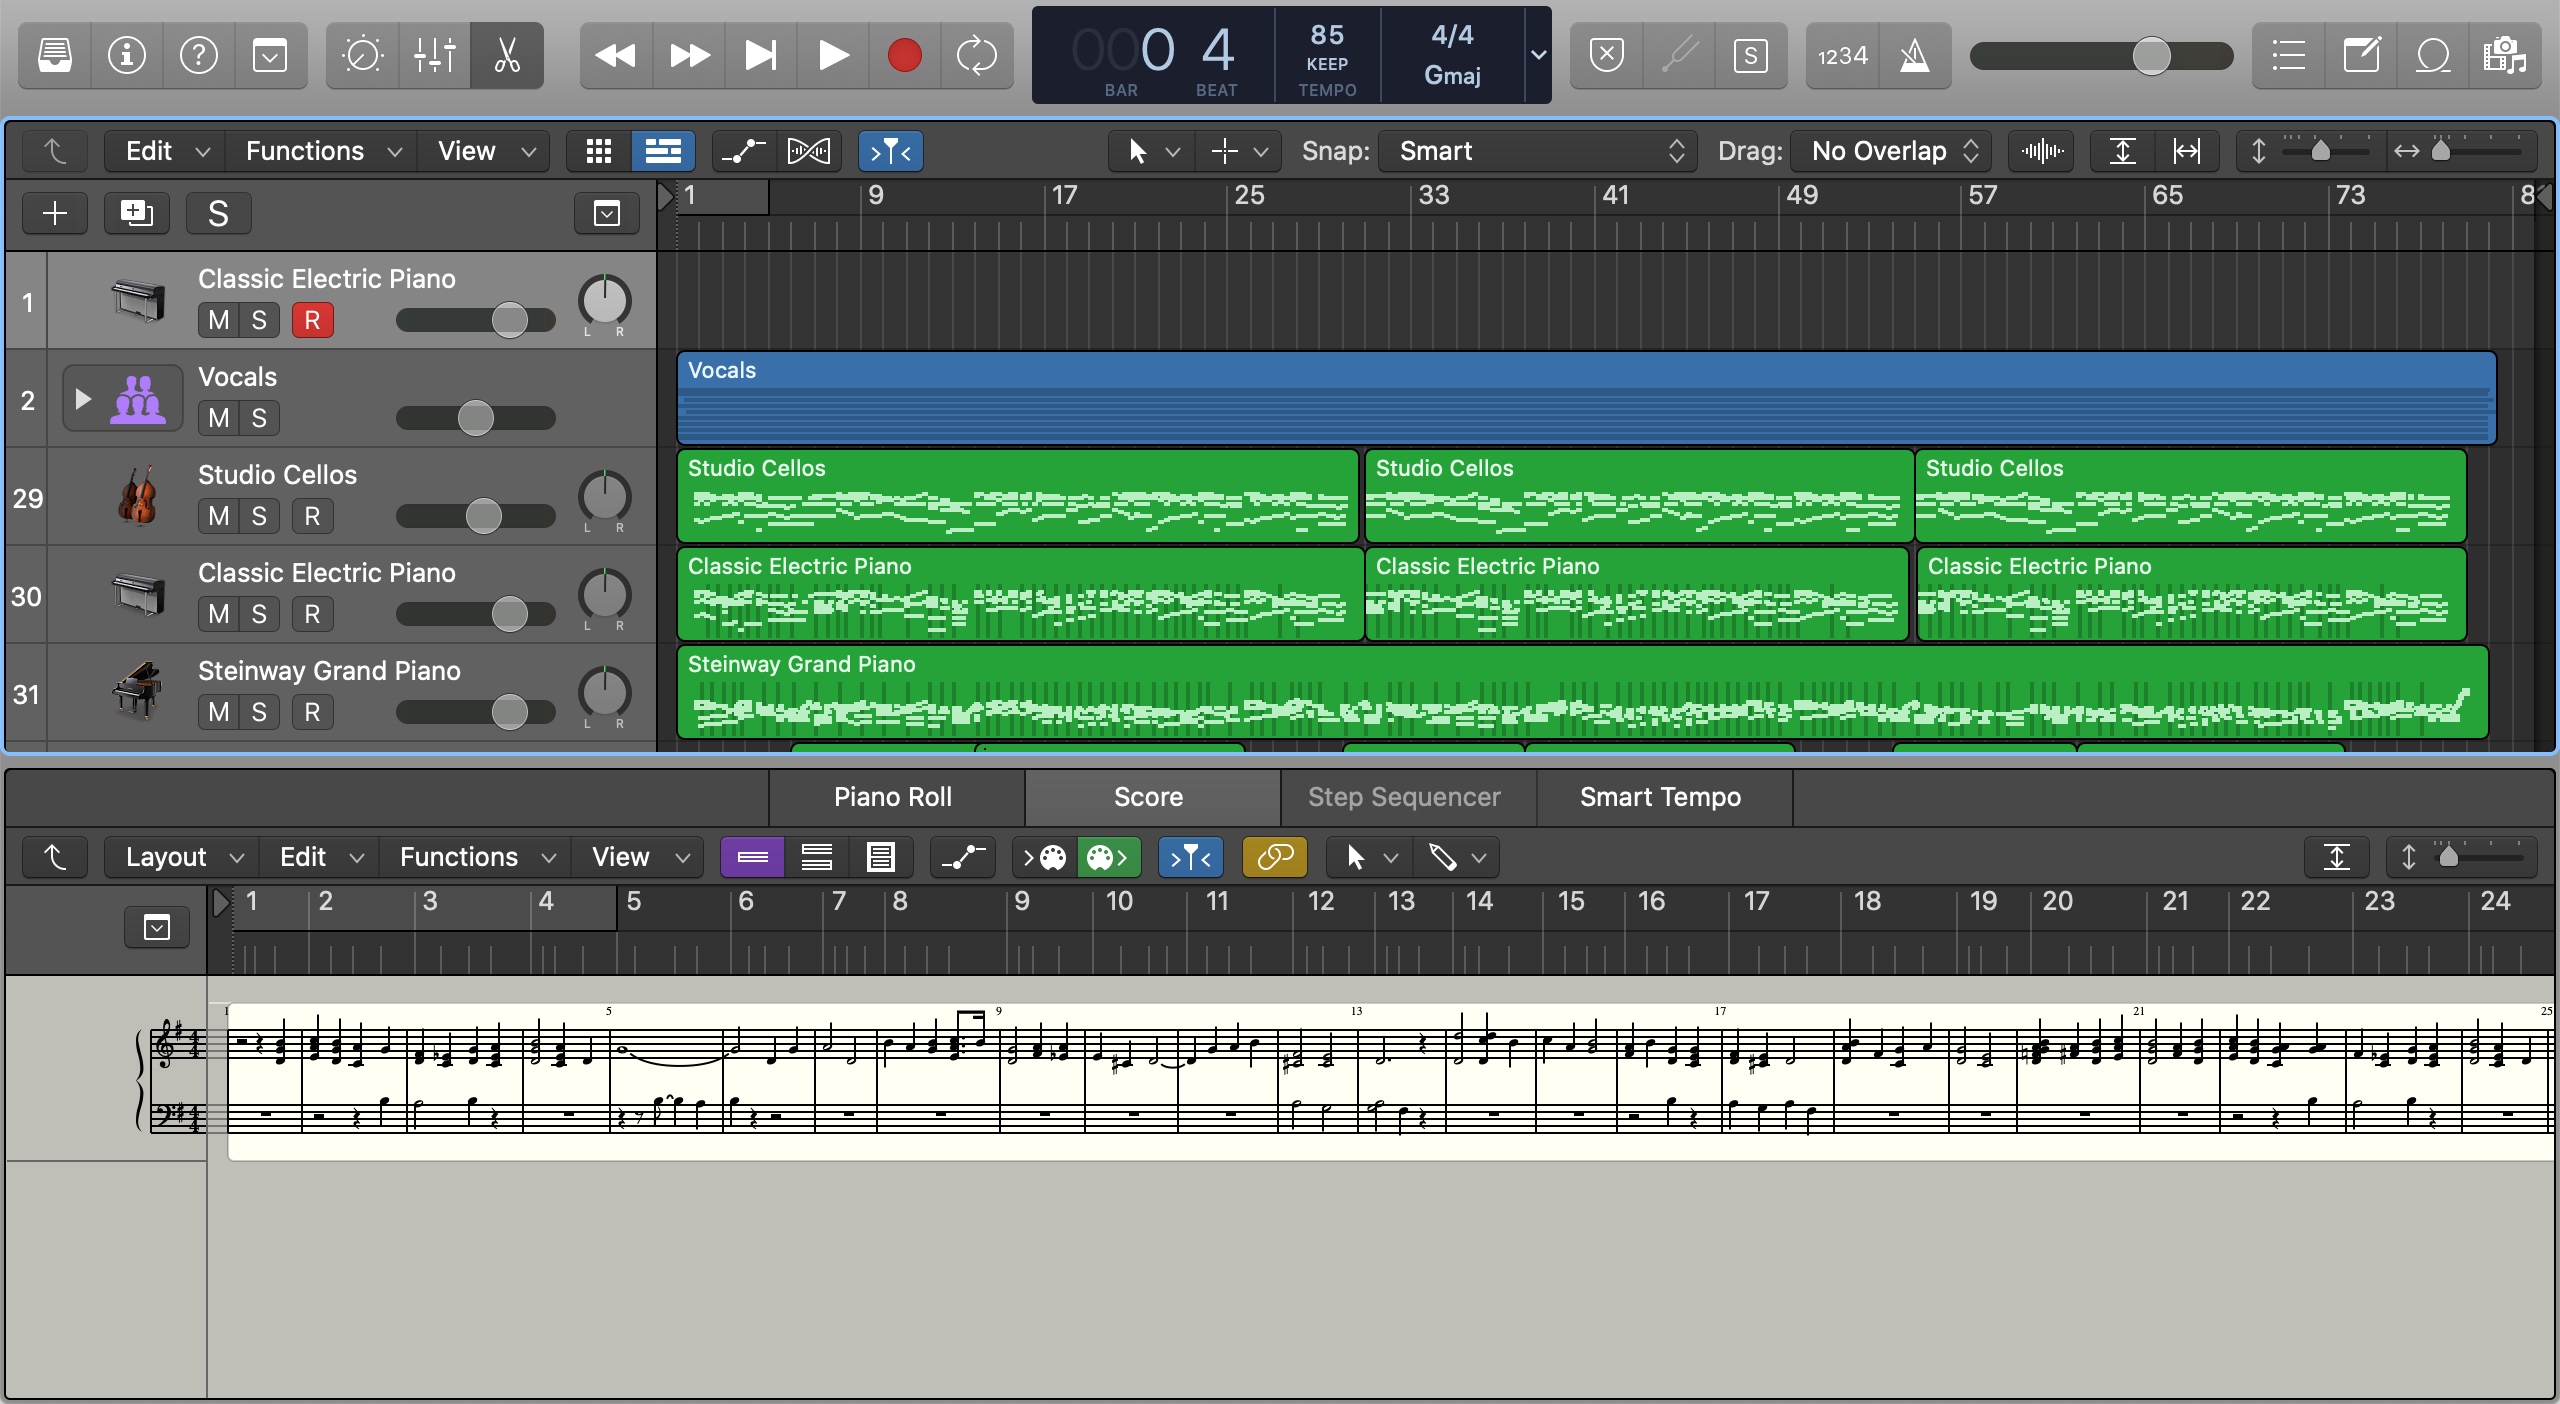 000 4 85 KEEP 4/4 Gmaj
BAR BEAT TEMPO
S 1234
Edit Functions View Snap: Smart Drag: No Overlap
S
1 9 17 25 33 41 49 57 65 73 8
1 Classic Electric Piano
M S R
L R
2 Vocals
M S
Vocals
29 Studio Cellos
M S R
L R
Studio Cellos Studio Cellos Studio Cellos
30 Classic Electric Piano
M S R
L R
Classic Electric Piano Classic Electric Piano Classic Electric Piano
31 Steinway Grand Piano
M S R
L R
Steinway Grand Piano
Piano Roll Score Step Sequencer Smart Tempo
Layout Edit Functions View
1 2 3 4 5 6 7 8 9 10 11 12 13 14 15 16 17 18 19 20 21 22 23 24
1 5 9 13 17 21 25
4 4
4 4